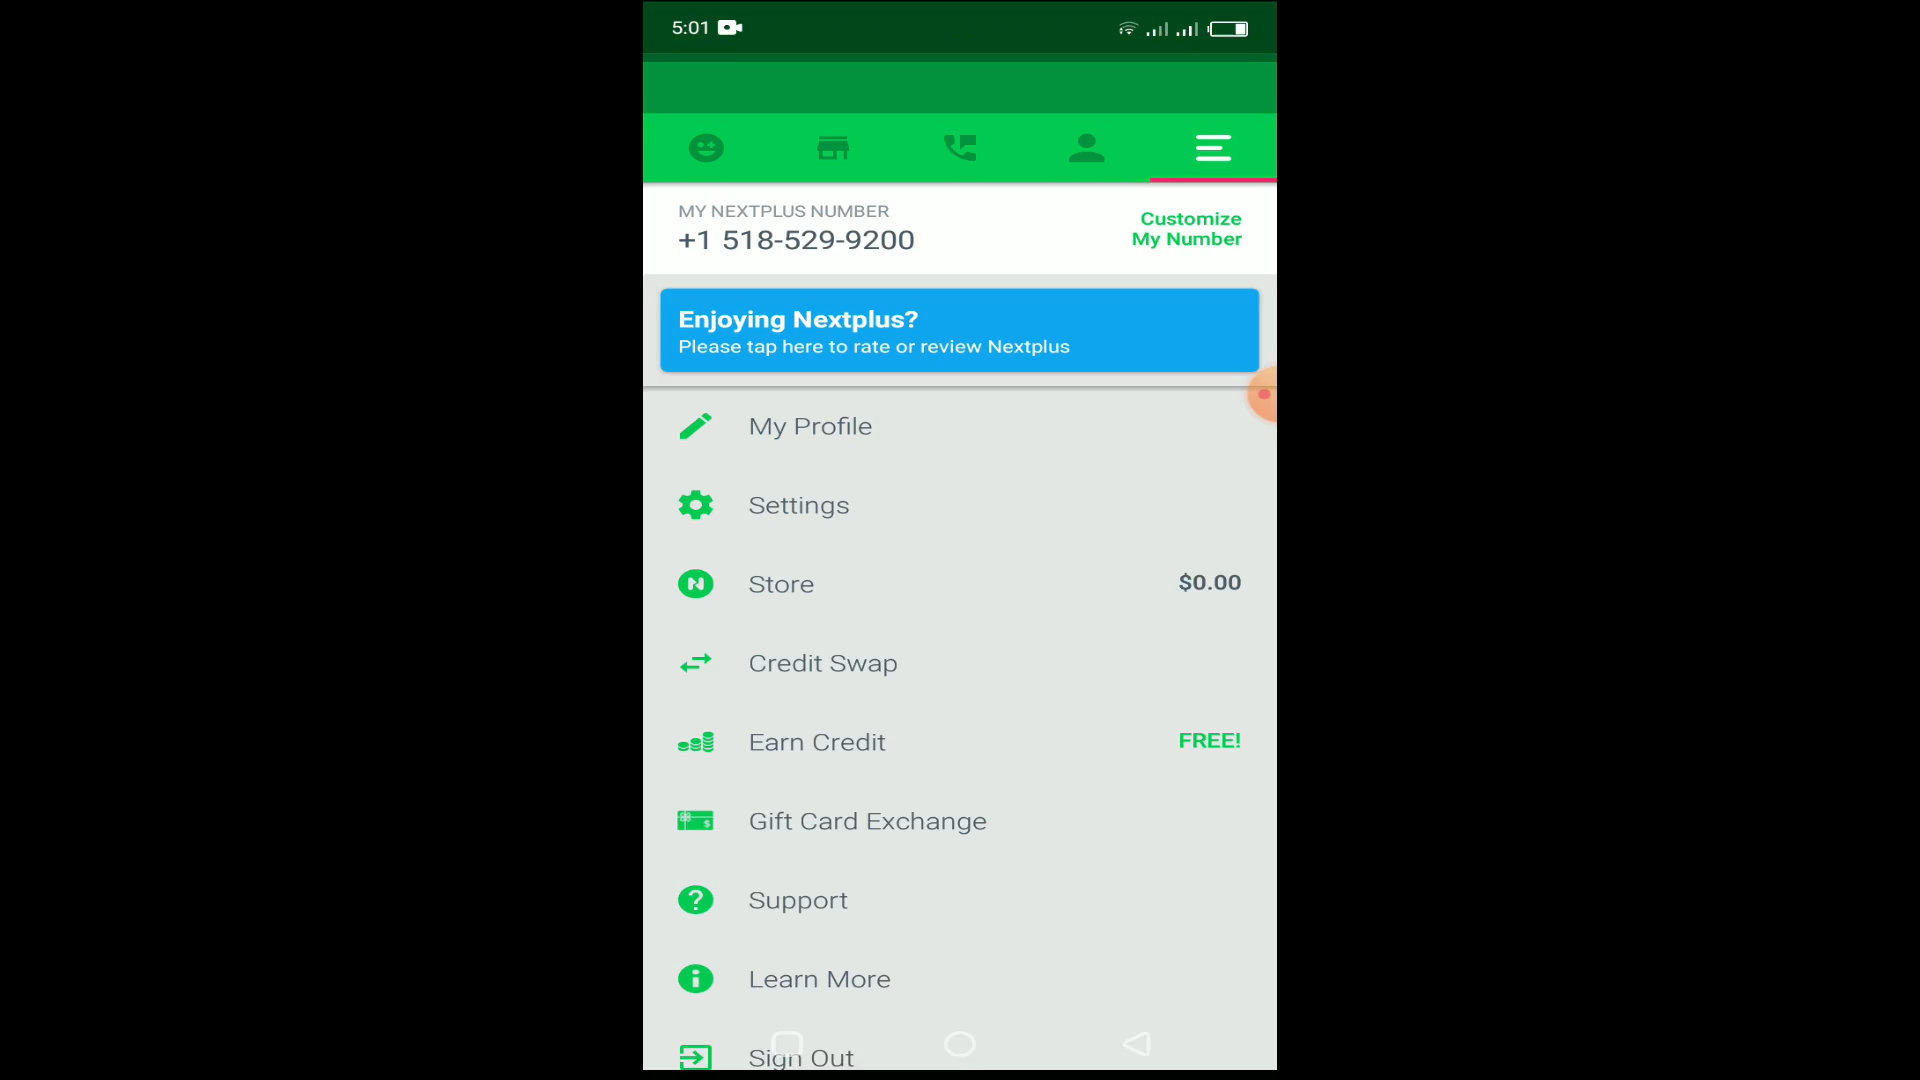 5:01
MY NEXTPLUS NUMBER
+1 518-529-9200
Customize
My Number
Enjoying Nextplus?
Please tap here to rate or review Nextplus
My Profile
Settings
Store $0.00
Credit Swap
Earn Credit FREE!
Gift Card Exchange
Support
Learn More
Sign Out